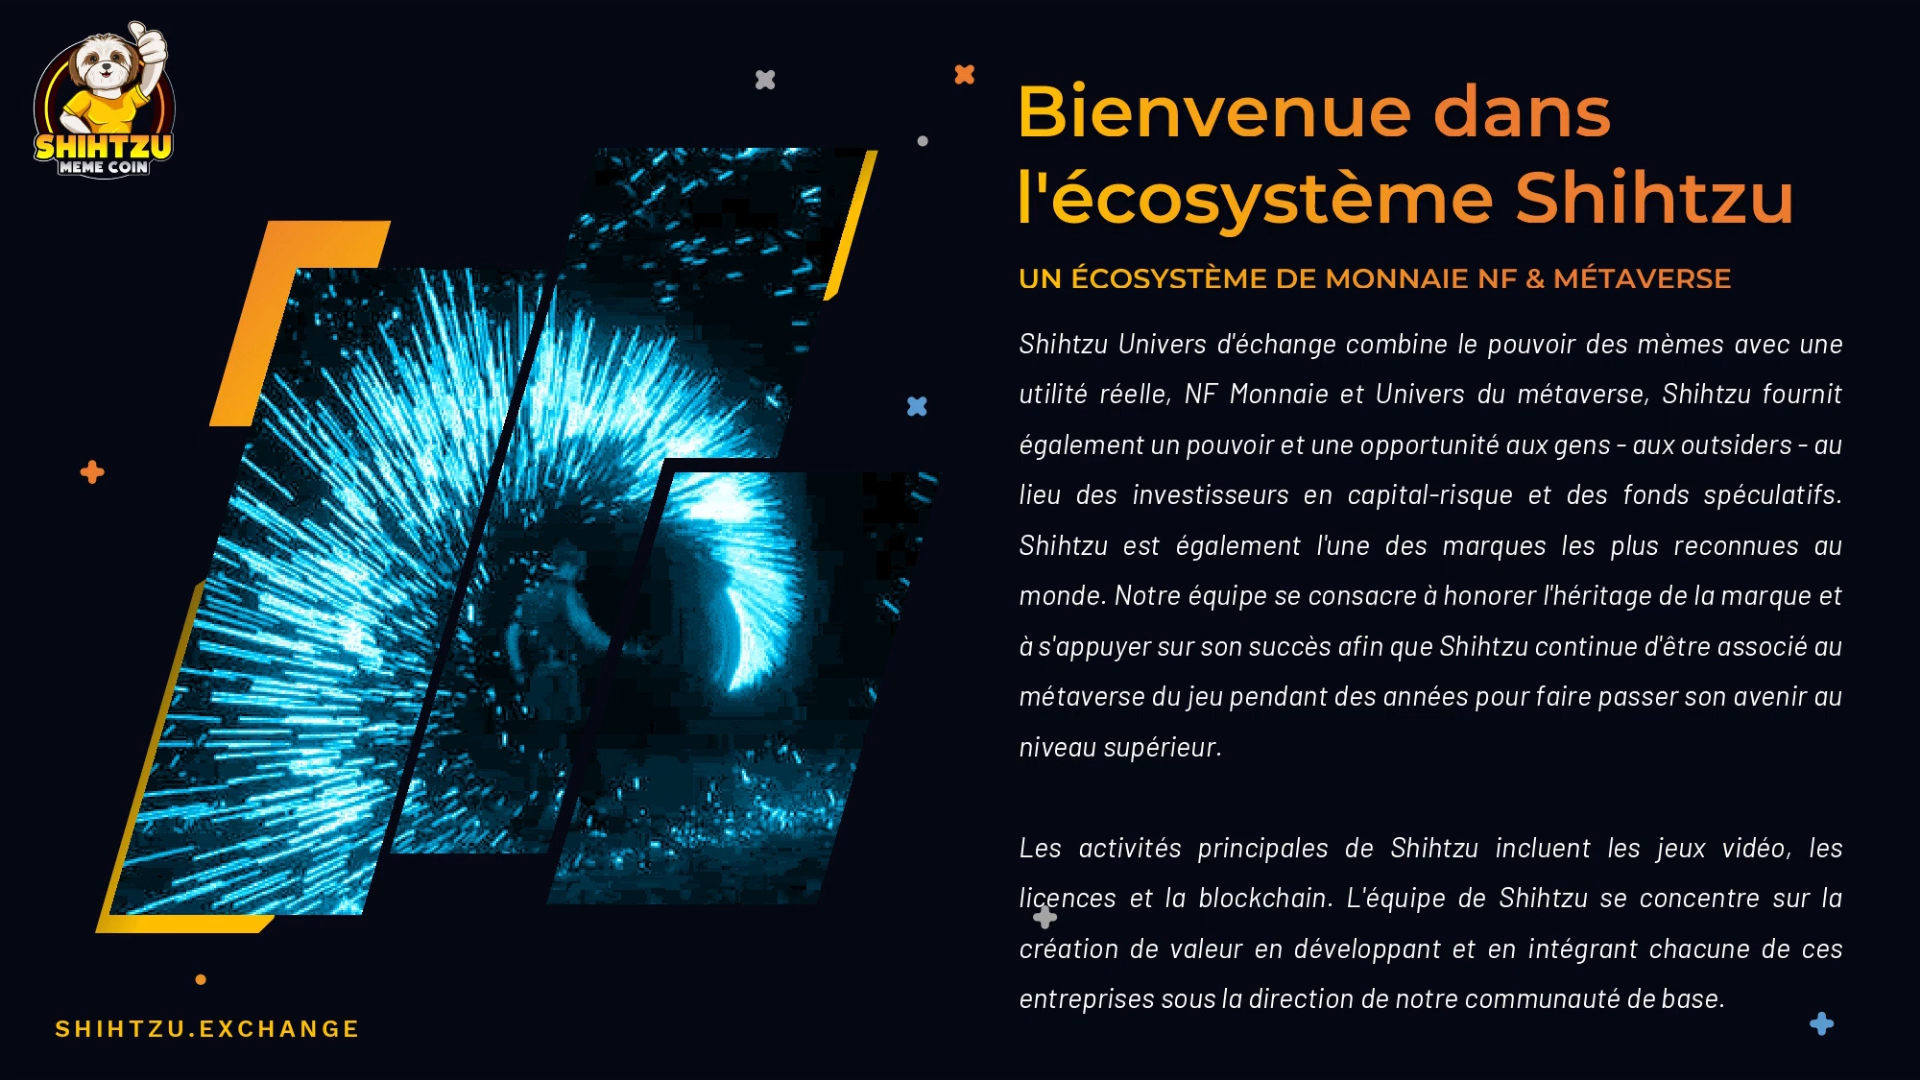 SHIHTZU
MEME COIN
Bienvenue dans
l'écosystème Shihtzu
UN ÉCOSYSTÈME DE MONNAIE NF & MÉTAVERSE
Shihtzu Univers d'échange combine le pouvoir des mèmes avec une
utilité réelle, NF Monnaie et Univers du métaverse, Shihtzu fournit
également un pouvoir et une opportunité aux gens - aux outsiders - au
lieu des investisseurs en capital-risque et des fonds spéculatifs.
Shihtzu est également l'une des marques les plus reconnues au
monde. Notre équipe se consacre à honorer l'héritage de la marque et
à s'appuyer sur son succès afin que Shihtzu continue d'être associé au
métaverse du jeu pendant des années pour faire passer son avenir au
niveau supérieur.
Les activités principales de Shihtzu incluent les jeux vidéo, les
licences et la blockchain. L'équipe de Shihtzu se concentre sur la
création de valeur en développant et en intégrant chacune de ces
entreprises sous la direction de notre communauté de base.
SHIHTZU.EXCHANGE